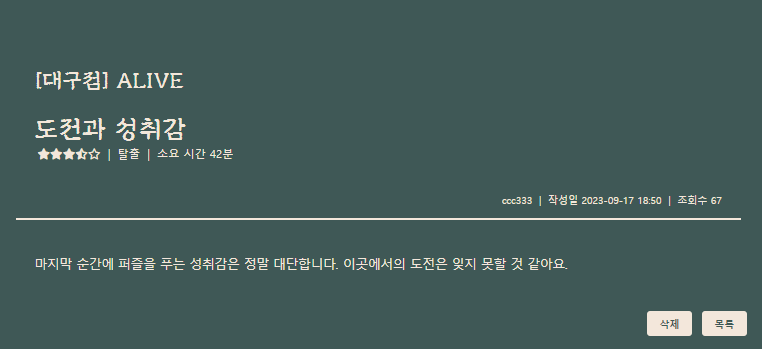 [대구점] ALIVE
도전과 성취감
| 탈출 | 소요 시간 42분
ccc333 | 작성일 2023-09-17 18:50 | 조회수 67
마지막 순간에 퍼즐을 푸는 성취감은 정말 대단합니다. 이곳에서의 도전은 잊지 못할 것 같아요.
삭제 목록